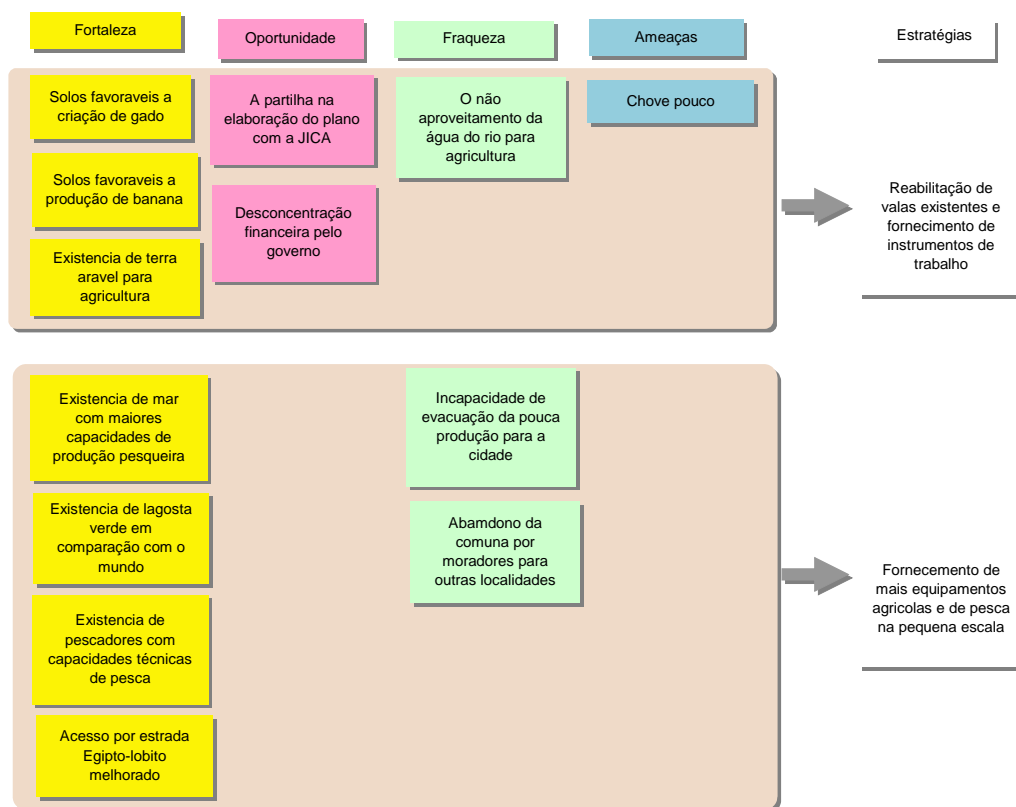 Fortaleza
Oportunidade
Fraqueza
Ameaças
Estratégias
Solos favoraveis a
criação de gado
Solos favoraveis a
produção de banana
Existencia de terra
aravel para
agricultura
A partilha na
elaboração do plano
com a JICA
Desconcentração
financeira pelo
governo
O não
aproveitamento da
água do rio para
agricultura
Chove pouco
Reabilitação de
valas existentes e
fornecimento de
instrumentos de
trabalho
Existencia de mar
com maiores
capacidades de
produção pesqueira
Existencia de lagosta
verde em
comparação com o
mundo
Existencia de
pescadores com
capacidades técnicas
de pesca
Acesso por estrada
Egipto-lobito
melhorado
Incapacidade de
evacuação da pouca
produção para a
cidade
Abamdono da
comuna por
moradores para
outras localidades
Fornecemento de
mais equipamentos
agricolas e de pesca
na pequena escala